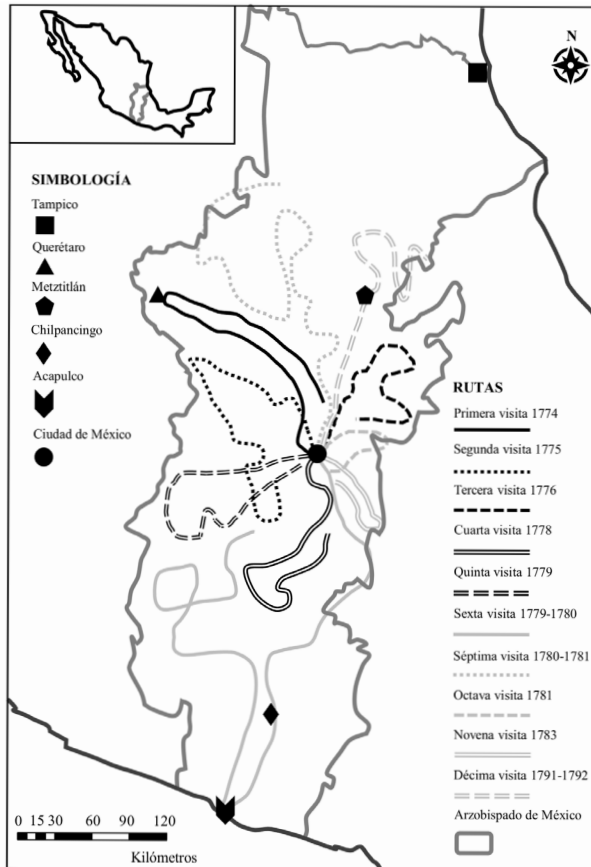 N
SIMBOLOGÍA
Tampico
Querétaro
Metztitlán
Chilpancingo
Acapulco
Ciudad de México
RUTAS
Primera visita 1774
Segunda visita 1775
Tercera visita 1776
Cuarta visita 1778
Quinta visita 1779
Sexta visita 1779-1780
Séptima visita 1780-1781
Octava visita 1781
Novena visita 1783
Décima visita 1791-1792
Arzobispado de México
0 15 30 60 90 120
Kilómetros